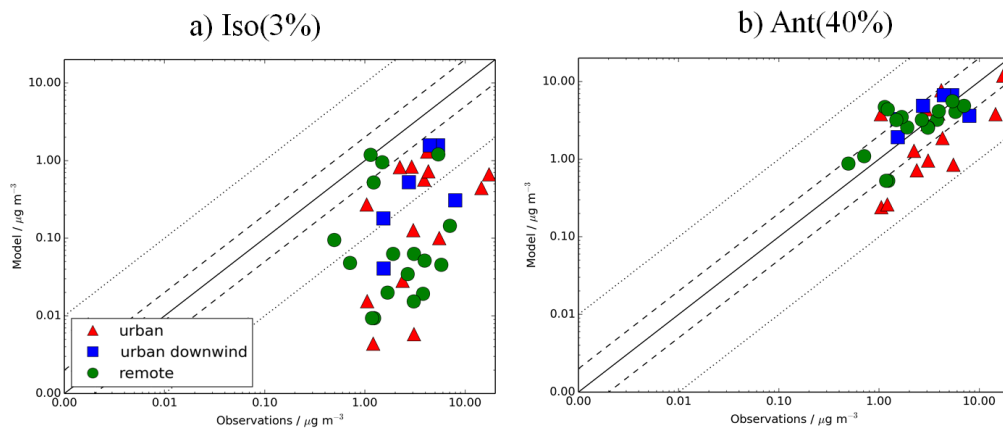 a) Iso(3%)
10.00
1.00
0.10
0.01
0.00
0.00
0.01
0.10
1.00
10.00
Model / μg m⁻³
Observations / μg m⁻³
urban
urban downwind
remote
b) Ant(40%)
10.00
1.00
0.10
0.01
0.00
0.00
0.01
0.10
1.00
10.00
Model / μg m⁻³
Observations / μg m⁻³